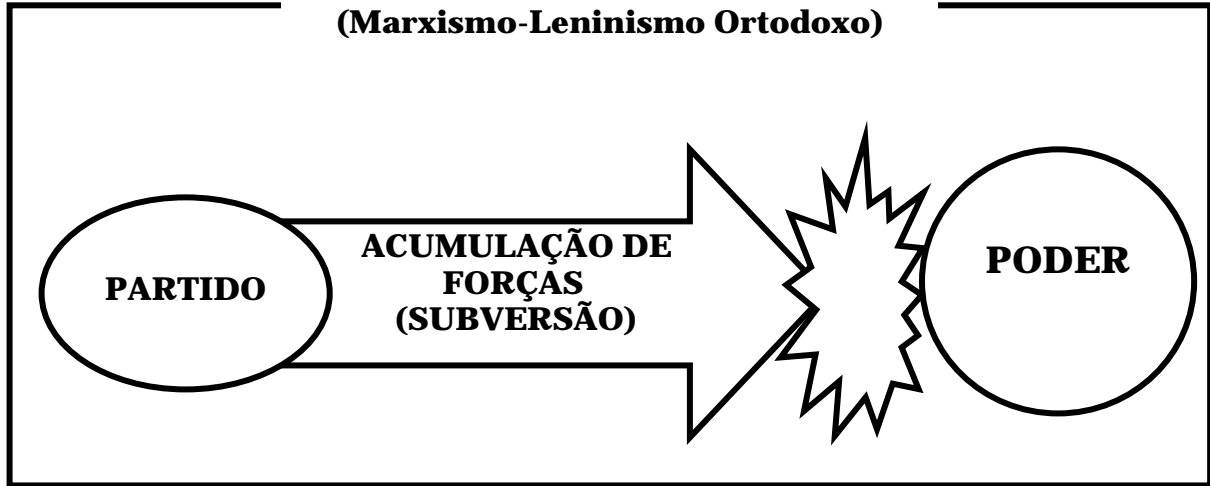 (Marxismo-Leninismo Ortodoxo)
PARTIDO
ACUMULAÇÃO DE
FORÇAS
(SUBVERSÃO)
PODER